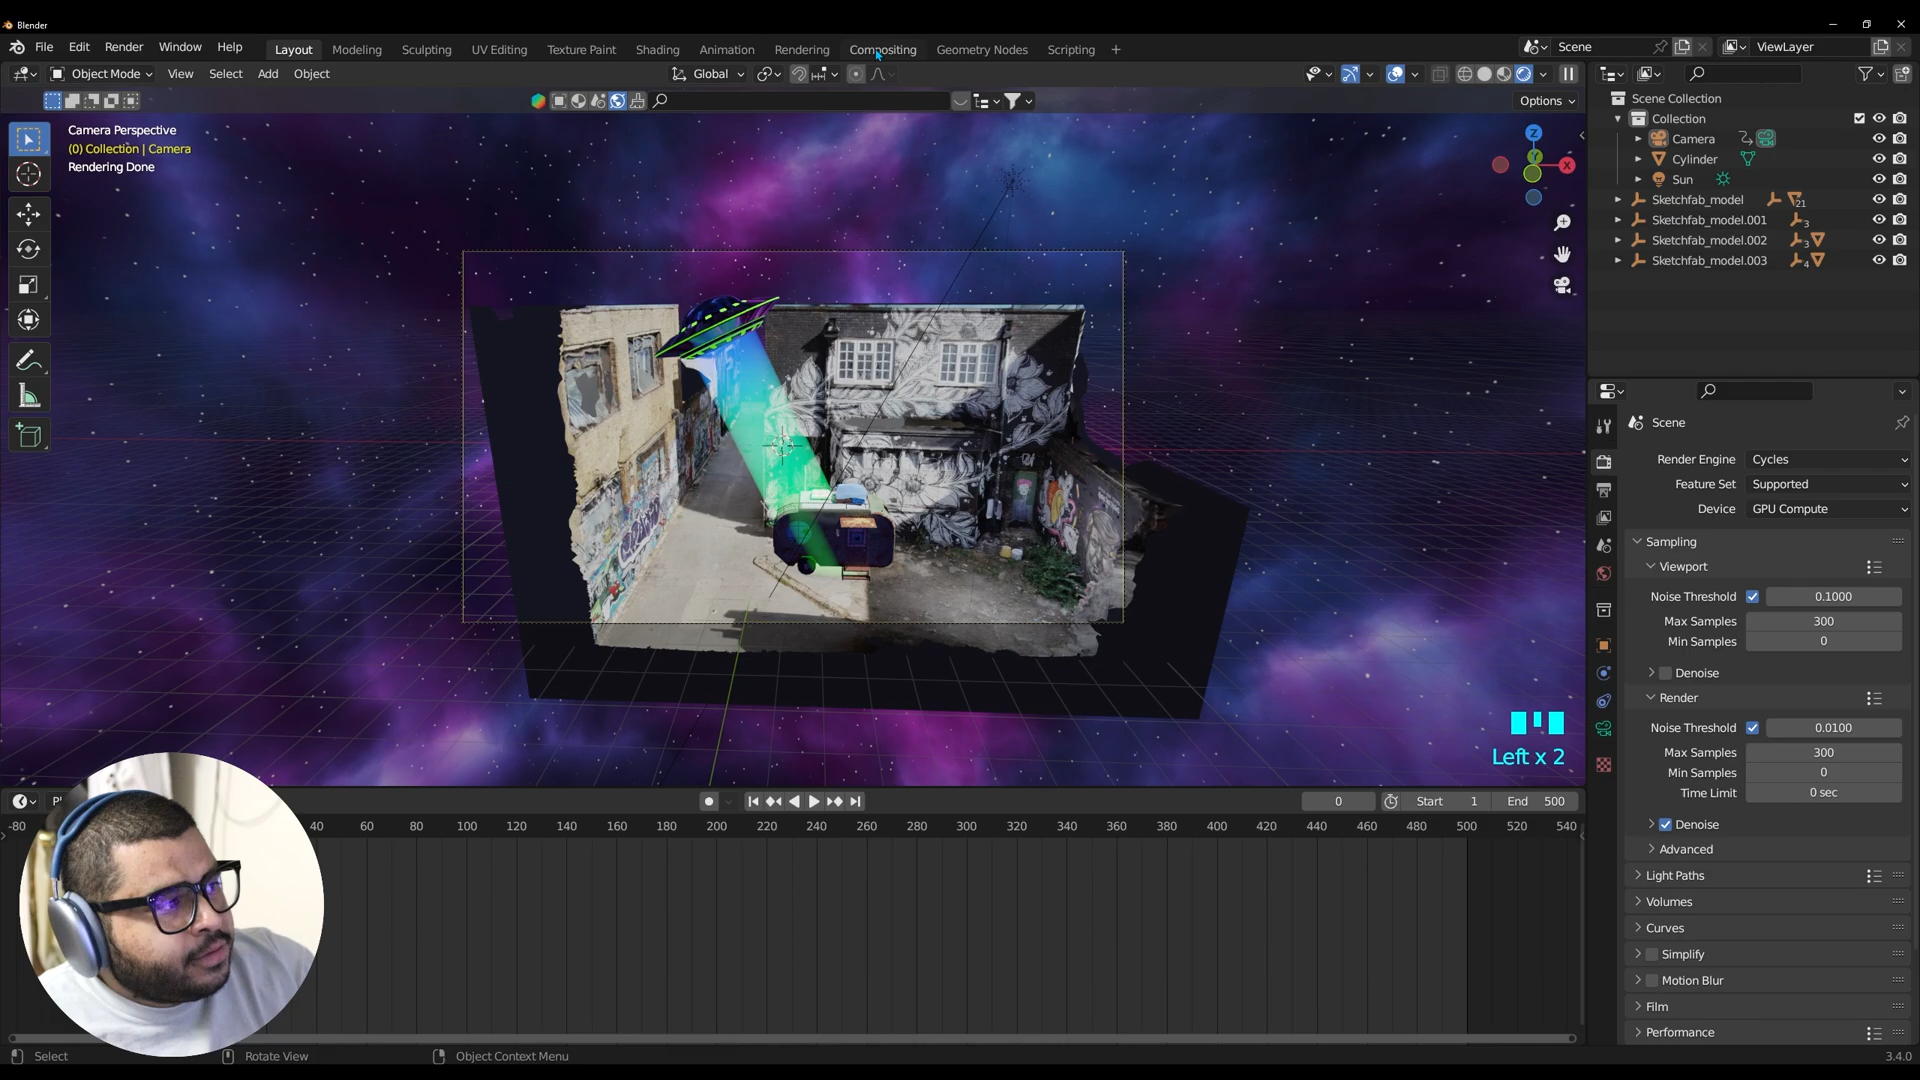 Blender
File Edit Render Window Help Layout Modeling Sculpting UV Editing Texture Paint Shading Animation Rendering Compositing Geometry Nodes Scripting + Scene ViewLayer
Object Mode View Select Add Object Global
Options
Camera Perspective
(0) Collection | Camera
Rendering Done
Z
Y
X
Left x 2
Scene Collection
Collection
Camera
Cylinder
Sun
Sketchfab_model 21
Sketchfab_model.001 3
Sketchfab_model.002 3
Sketchfab_model.003 4
Scene
Render Engine Cycles
Feature Set Supported
Device GPU Compute
Sampling
Viewport
Noise Threshold 0.1000
Max Samples 300
Min Samples 0
Denoise
Render
Noise Threshold 0.0100
Max Samples 300
Min Samples 0
Time Limit 0 sec
Denoise
Advanced
Light Paths
Volumes
Curves
Simplify
Motion Blur
Film
Performance
0 Start 1 End 500
-80 40 60 80 100 120 140 160 180 200 220 240 260 280 300 320 340 360 380 400 420 440 460 480 500 520 540
Select Rotate View Object Context Menu 3.4.0